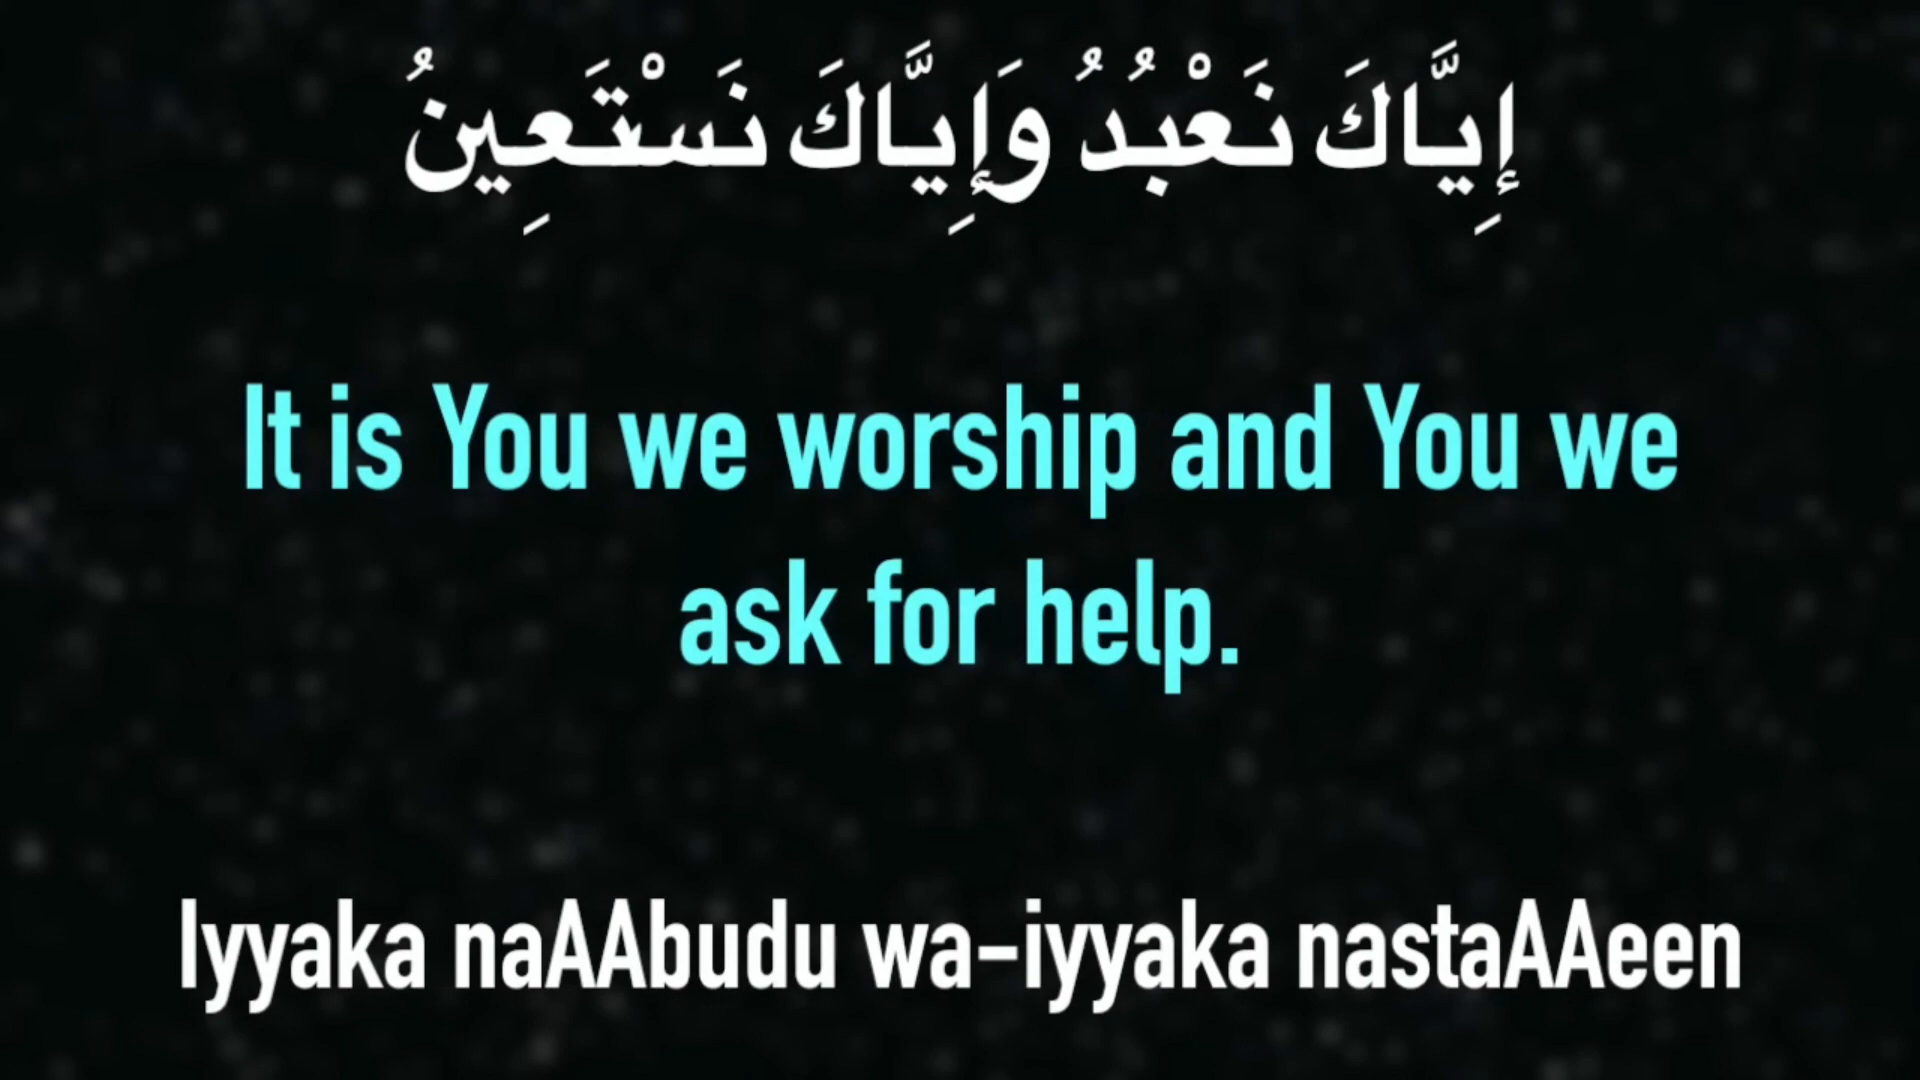 إِيَّاكَ نَعْبُدُ وَإِيَّاكَ نَسْتَعِينُ
It is You we worship and You we
ask for help.
Iyyaka naAAbudu wa-iyyaka nastaAAeen